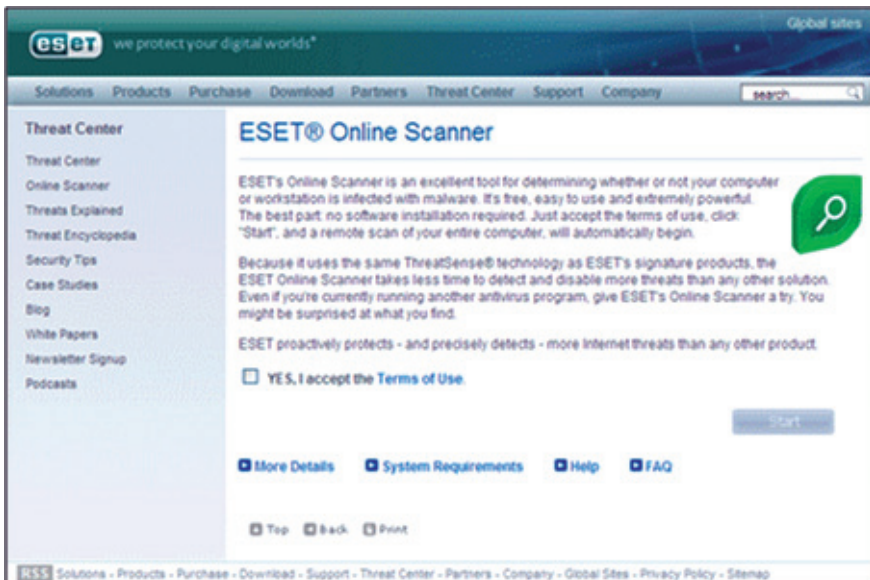 Global sites
eset we protect your digital worlds®
Solutions Products Purchase Download Partners Threat Center Support Company search...
Threat Center
Threat Center
Online Scanner
Threats Explained
Threat Encyclopedia
Security Tips
Case Studies
Blog
White Papers
Newsletter Signup
Podcasts
ESET® Online Scanner
ESET's Online Scanner is an excellent tool for determining whether or not your computer
or workstation is infected with malware. It's free, easy to use and extremely powerful.
The best part: no software installation required. Just accept the terms of use, click
"Start", and a remote scan of your entire computer, will automatically begin.
Because it uses the same ThreatSense® technology as ESET's signature products, the
ESET Online Scanner takes less time to detect and disable more threats than any other solution.
Even if you're currently running another antivirus program, give ESET's Online Scanner a try. You
might be surprised at what you find.
ESET proactively protects - and precisely detects - more Internet threats than any other product.
YES, I accept the Terms of Use.
Start
More Details System Requirements Help FAQ
Top Back Print
RSS Solutions - Products - Purchase - Download - Support - Threat Center - Partners - Company - Global Sites - Privacy Policy - Sitemap